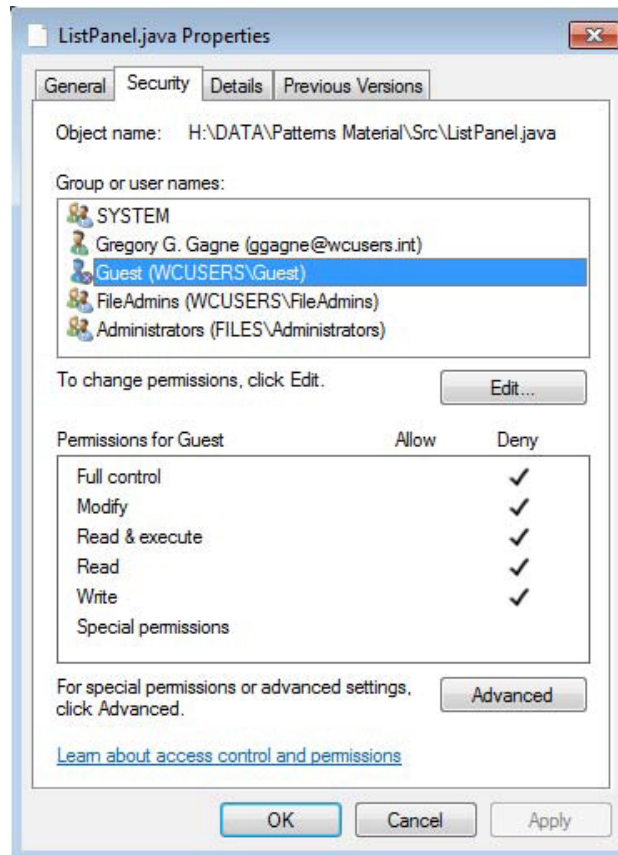 ListPanel.java Properties
General Security Details Previous Versions
Object name: H:\DATA\Patterns Material\Src\ListPanel.java
Group or user names:
SYSTEM
Gregory G. Gagne (ggagne@wcusers.int)
Guest (WCUSERS\Guest)
FileAdmins (WCUSERS\FileAdmins)
Administrators (FILES\Administrators)
To change permissions, click Edit.
Edit...
Permissions for Guest Allow Deny
Full control
Modify
Read & execute
Read
Write
Special permissions
For special permissions or advanced settings,
click Advanced.
Advanced
Learn about access control and permissions
OK Cancel Apply